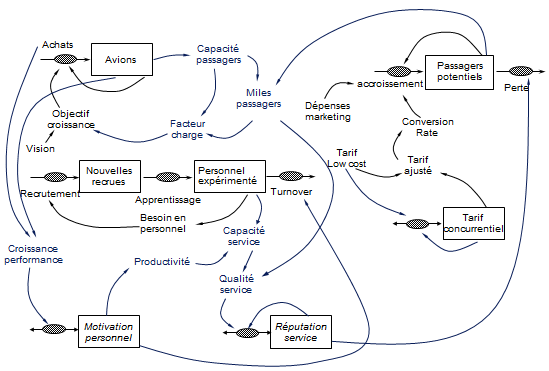 Achats
Avions
Capacité
passagers
Passagers
potentiels
accroissement
Perte
Miles
passagers
Dépenses
marketing
Objectif
croissance
Facteur
charge
Conversion
Rate
Vision
Tarif
Low cost
Tarif
ajusté
Nouvelles
recrues
Personnel
expérimenté
Recrutement
Apprentissage
Turnover
Besoin en
personnel
Capacité
service
Tarif
concurrentiel
Croissance
performance
Productivité
Qualité
service
Motivation
personnel
Réputation
service